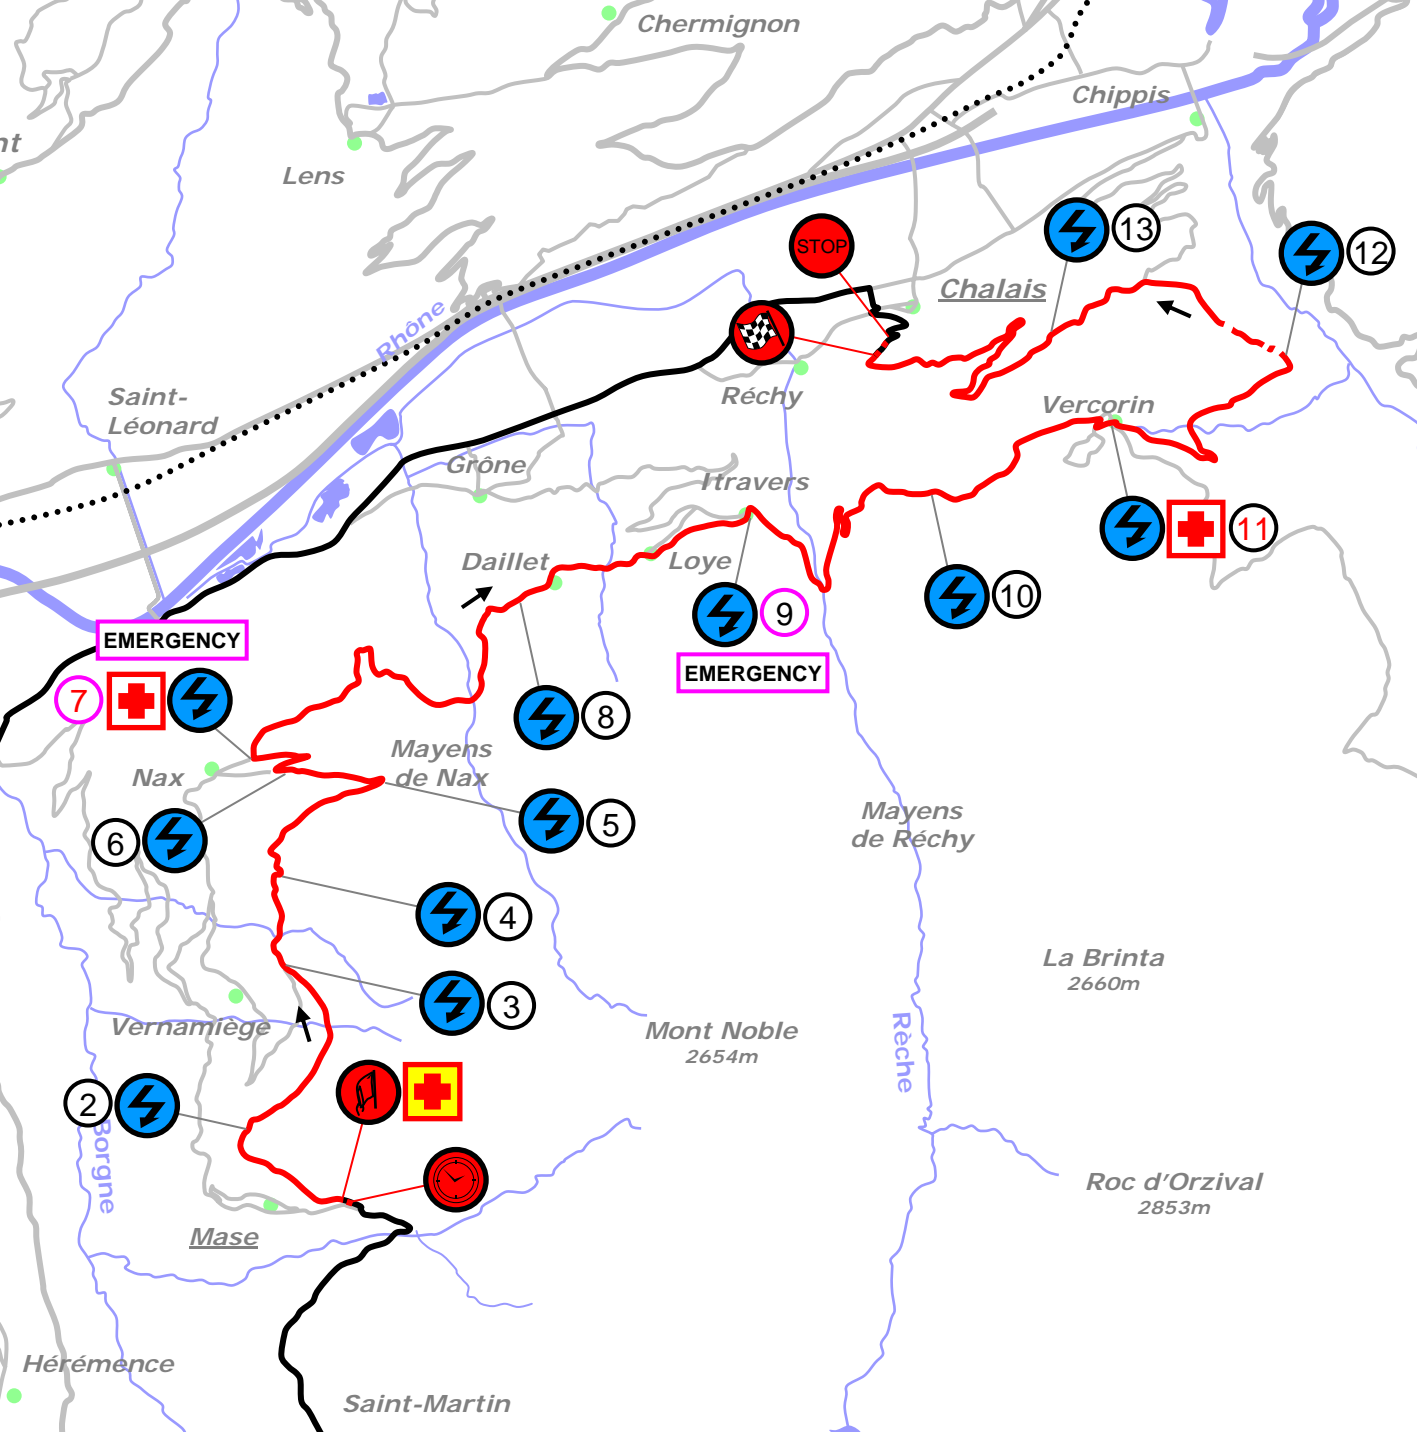 Chermignon
Chippis
nt
Lens
13
12
STOP
Chalais
Rhône
Saint-
Léonard
Réchy
Vercorin
Grône
Itravers
11
Daillet
Loye
10
9
EMERGENCY
EMERGENCY
7
8
Mayens
de Nax
Nax
Mayens
de Réchy
5
6
4
La Brinta
2660m
3
Vernamiège
Mont Noble
2654m
Rèche
2
Borgne
Roc d'Orzival
2853m
Mase
Hérémence
Saint-Martin